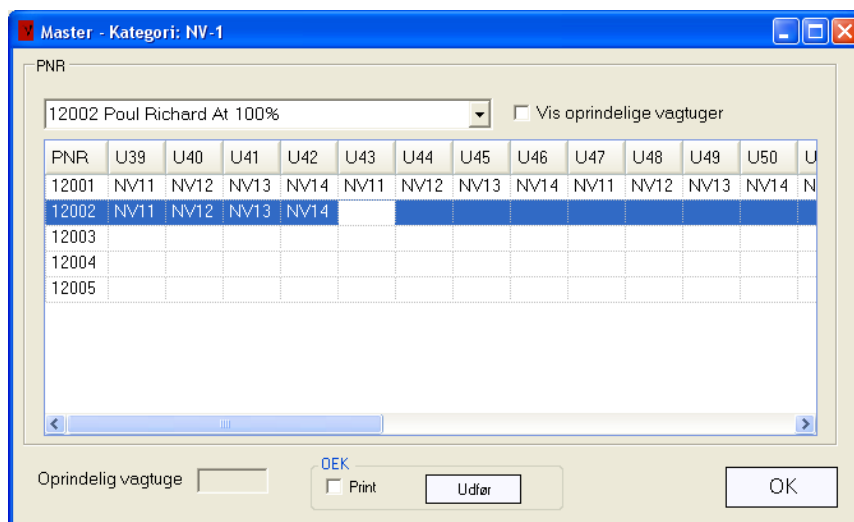 Master - Kategori: NV-1
PNR
12002 Poul Richard At 100% Vis oprindelige vagtuger
PNR U39 U40 U41 U42 U43 U44 U45 U46 U47 U48 U49 U50 U
12001 NV11 NV12 NV13 NV14 NV11 NV12 NV13 NV14 NV11 NV12 NV13 NV14 N
12002 NV11 NV12 NV13 NV14
12003
12004
12005
OEK
Oprindelig vagtuge Print Udfør OK